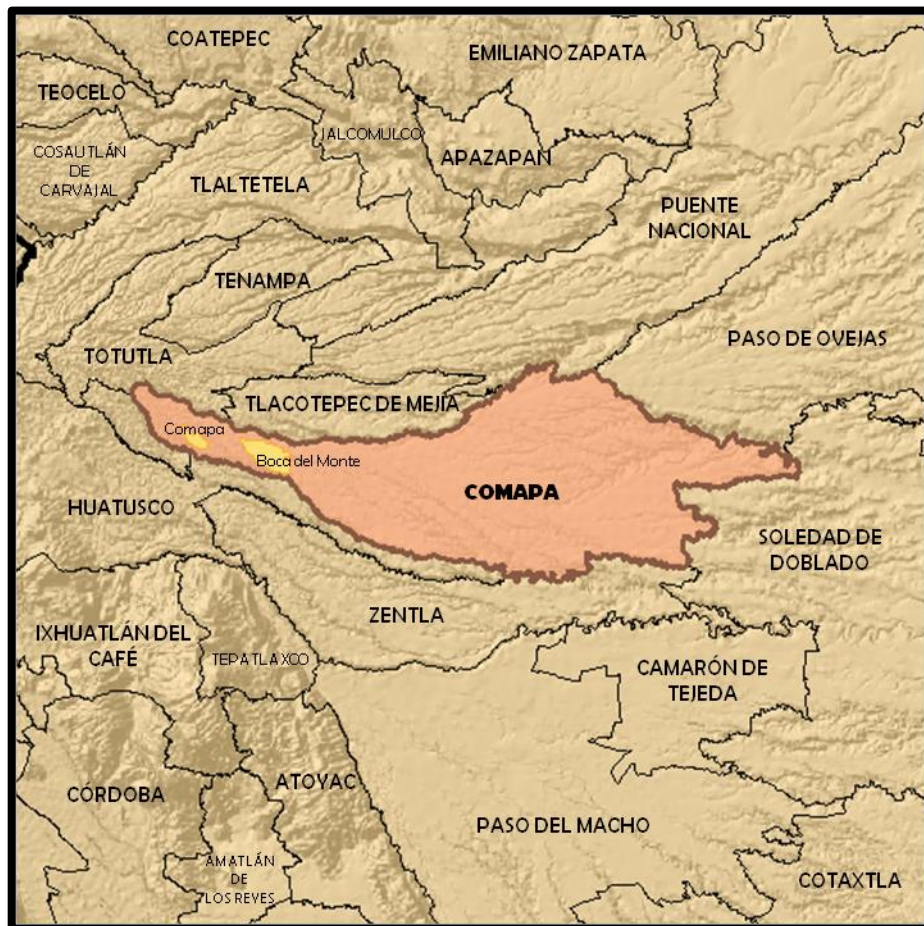 COATEPEC
EMILIANO ZAPATA
TEOCELO
JALCOMULCO
COSAUTLÁN
DE
CARVAJAL
APAZAPAN
TLALTETELA
PUENTE
NACIONAL
TENAMPA
PASO DE OVEJAS
TOTUTLA
TLACOTEPEC DE MEJÍA
Comapa
Boca del Monte
COMAPA
HUATUSCO
SOLEDAD DE
DOBLADO
ZENTLA
IXHUATLÁN DEL
CAFÉ
TEPATLAXCO
CAMARÓN DE
TEJEDA
ATOYAC
CÓRDOBA
PASO DEL MACHO
AMATLÁN
DE
LOS REYES
COTAXTLA